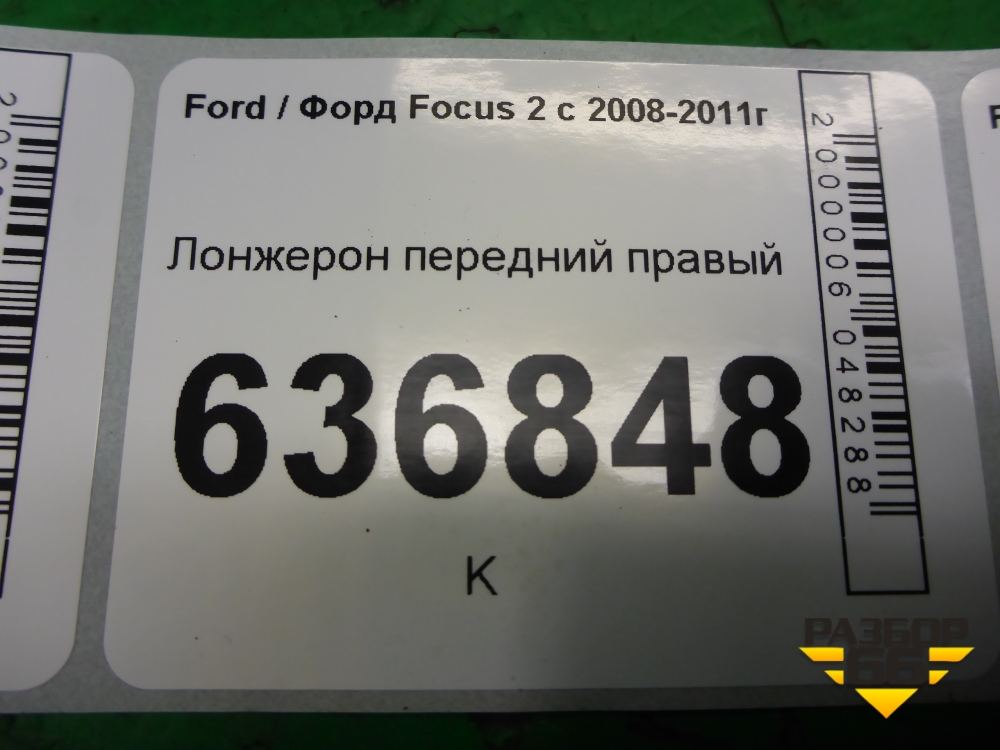 Ford / Форд Focus 2 с 2008-2011г
Лонжерон передний правый
636848
К
2000006048288
РАЗБОР
66